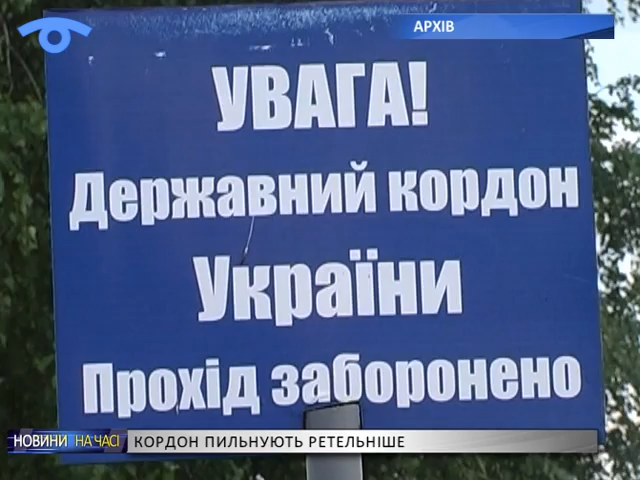 АРХІВ
УВАГА!
Державний кордон
України
Прохід заборонено
НОВИНИ НА ЧАСІ КОРДОН ПИЛЬНУЮТЬ РЕТЕЛЬНІШЕ